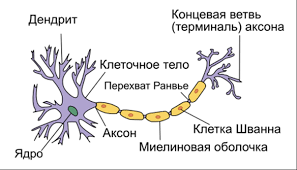 Дендрит
Концевая ветвь
(терминаль) аксона
Клеточное тело
Перехват Ранвье
Аксон
Клетка Шванна
Ядро
Миелиновая оболочка